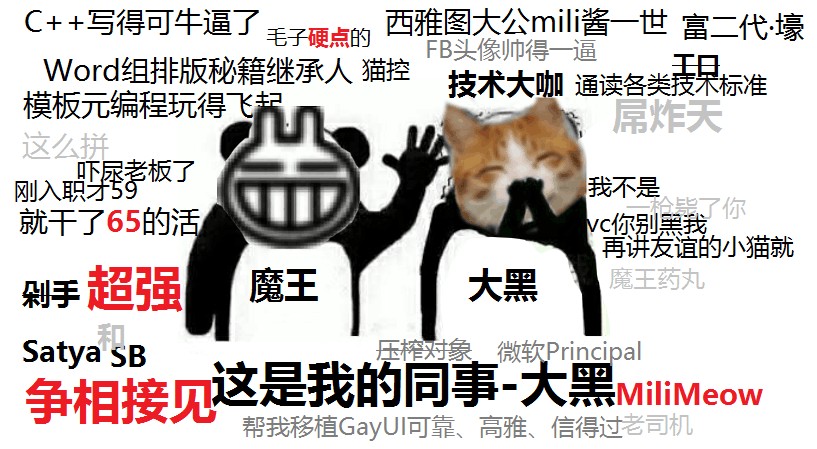 C++写得可牛逼了
毛子硬点的
西雅图大公mili酱一世
富二代·壕
FB头像帅得一逼
Word组排版秘籍继承人
猫控
技术大咖
通读各类技术标准
模板元编程玩得飞起
屌炸天
这么拼
吓尿老板了
刚入职才59
就干了65的活
我不是
一枪毙了你
vc你别黑我
再讲友谊的小猫就
魔王药丸
剁手
超强
魔王
大黑
和
Satya
SB
压榨对象
微软Principal
争相接见
这是我的同事-大黑
MiliMeow
帮我移植GayUI可靠、高雅、信得过
老司机